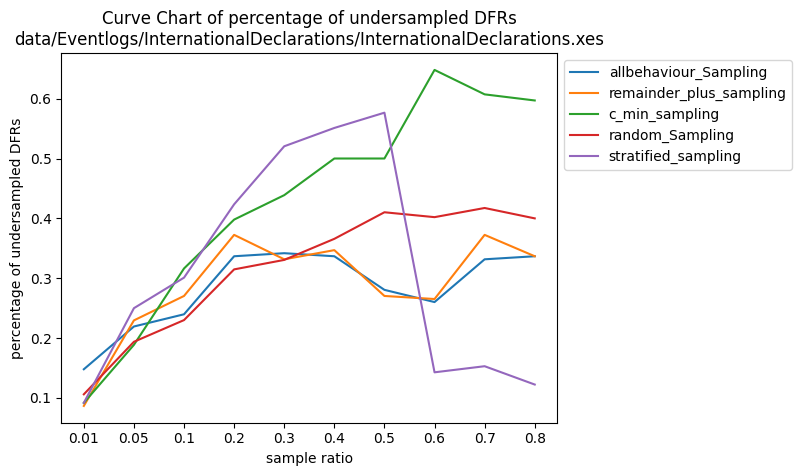 Curve Chart of percentage of undersampled DFRs
data/Eventlogs/InternationalDeclarations/InternationalDeclarations.xes
percentage of undersampled DFRs
0.6
0.5
0.4
0.3
0.2
0.1
0.01 0.05 0.1 0.2 0.3 0.4 0.5 0.6 0.7 0.8
sample ratio
allbehaviour_Sampling
remainder_plus_sampling
c_min_sampling
random_Sampling
stratified_sampling